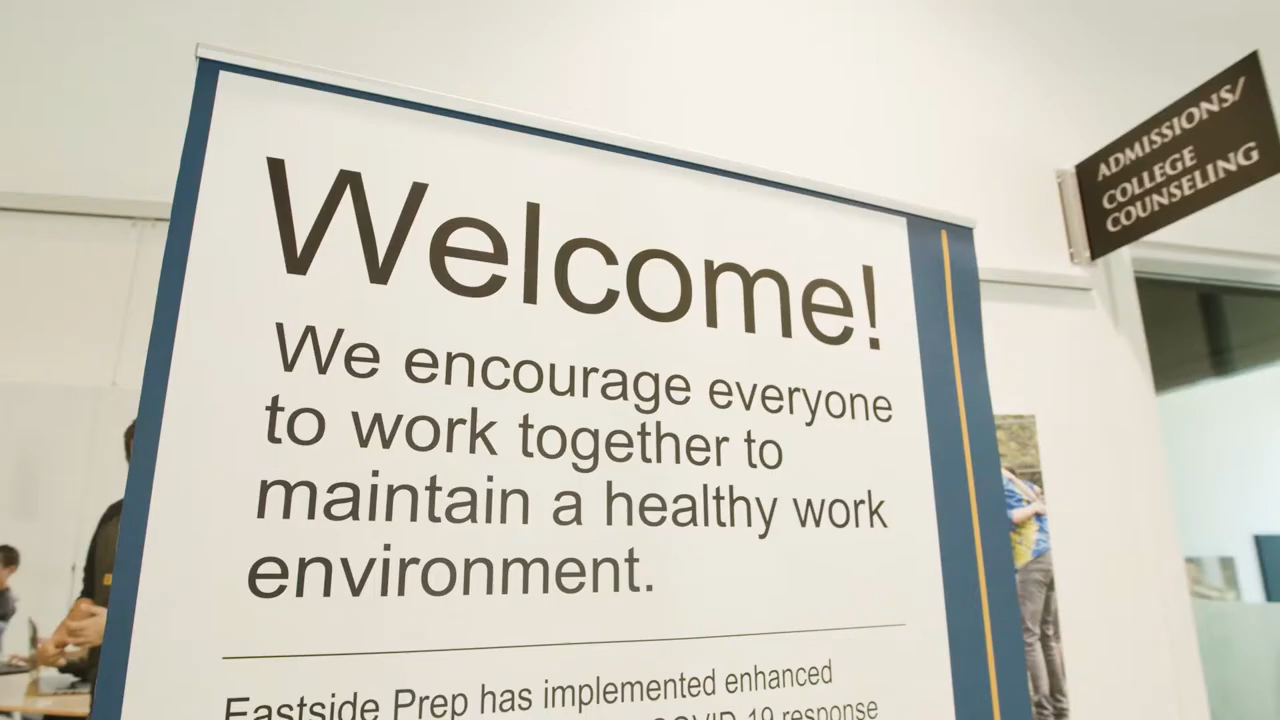 Welcome!
We encourage everyone
to work together to
maintain a healthy work
environment.
Eastside Prep has implemented enhanced
COVID-19 response
ADMISSIONS/
COLLEGE
COUNSELING